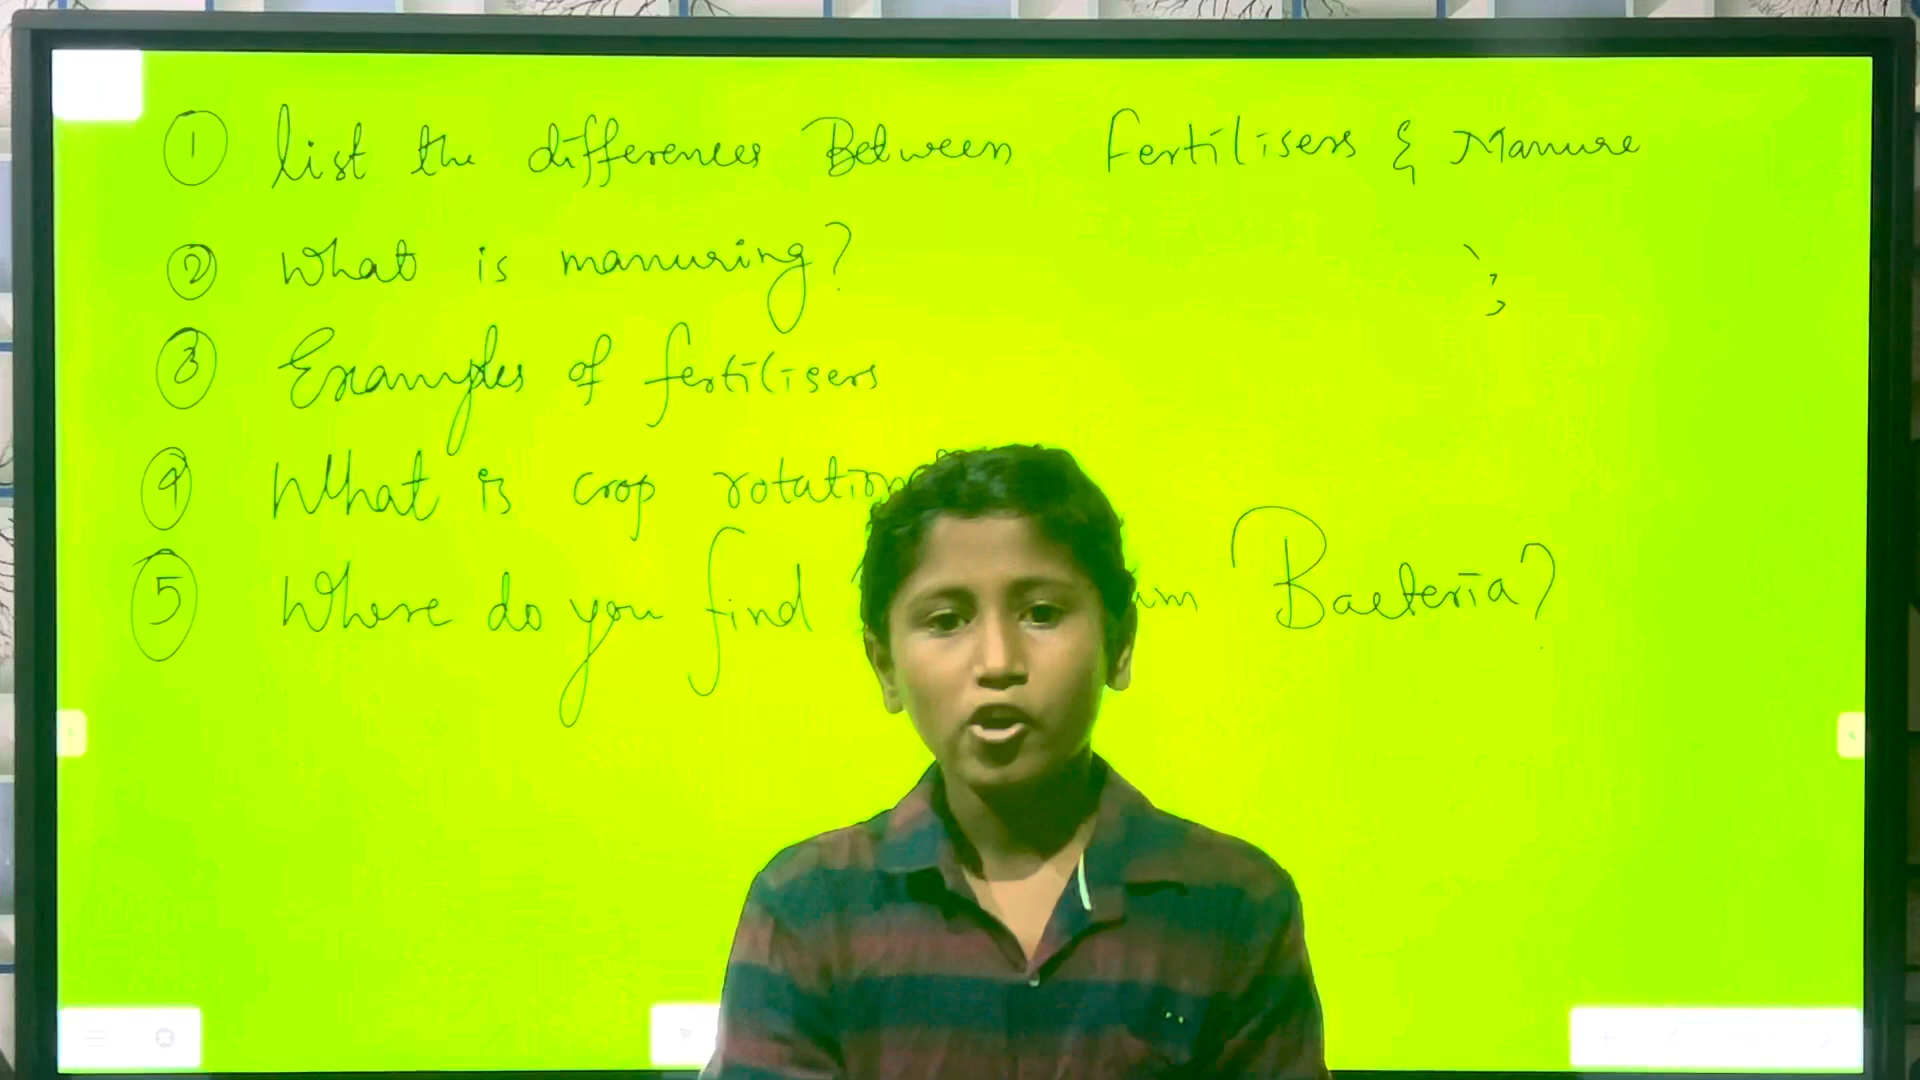 ① List the differences Between Fertilisers & Manure
② What is manuring?
③ Examples of fertilisers
④ What is crop rotation
⑤ Where do you find Bacteria?